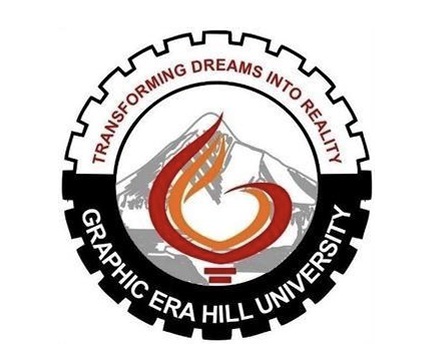 TRANSFORMING DREAMS INTO REALITY
GRAPHIC ERA HILL UNIVERSITY